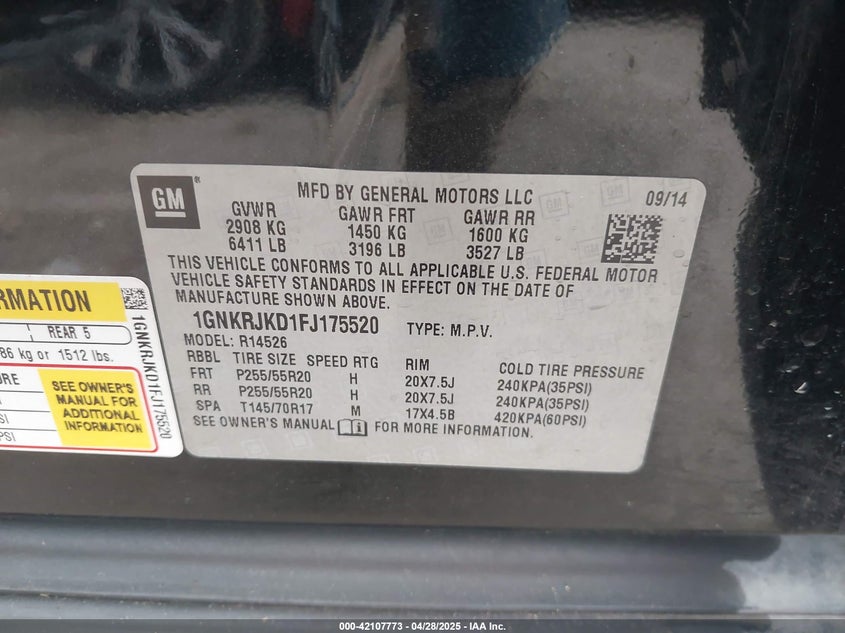 GM
MFD BY GENERAL MOTORS LLC
09/14
GVWR GAWR FRT GAWR RR
2908 KG 1450 KG 1600 KG
6411 LB 3196 LB 3527 LB
THIS VEHICLE CONFORMS TO ALL APPLICABLE U.S. FEDERAL MOTOR
VEHICLE SAFETY STANDARDS IN EFFECT ON THE DATE OF
MANUFACTURE SHOWN ABOVE.
1GNKRJKD1FJ175520 TYPE: M.P.V.
MODEL: R14526
RBBL TIRE SIZE SPEED RTG RIM COLD TIRE PRESSURE
FRT P255/55R20 H 20X7.5J 240KPA(35PSI)
RR P255/55R20 H 20X7.5J 240KPA(35PSI)
SPA T145/70R17 M 17X4.5B 420KPA(60PSI)
SEE OWNER'S MANUAL i FOR MORE INFORMATION.
ORMATION
REAR 5
86 kg or 1512 lbs.
URE
SEE OWNER'S
MANUAL FOR
ADDITIONAL
INFORMATION
SI
PSI
1GNKRJKD1FJ175520
000-42107773 | 04/28/2025 | IAA Inc.